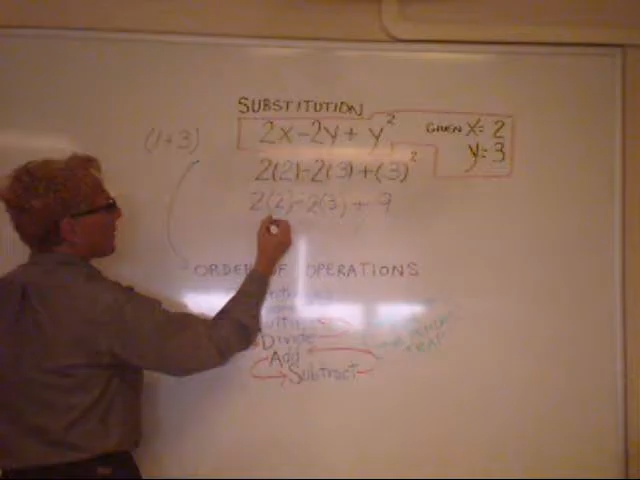 SUBSTITUTION
2x-2y+y²
GIVEN x=2
y=3
(1+3)
2(2)-2(3)+(3)²
2(2)-2(3)+9
ORDER OF OPERATIONS
Divide
Add
Subtract